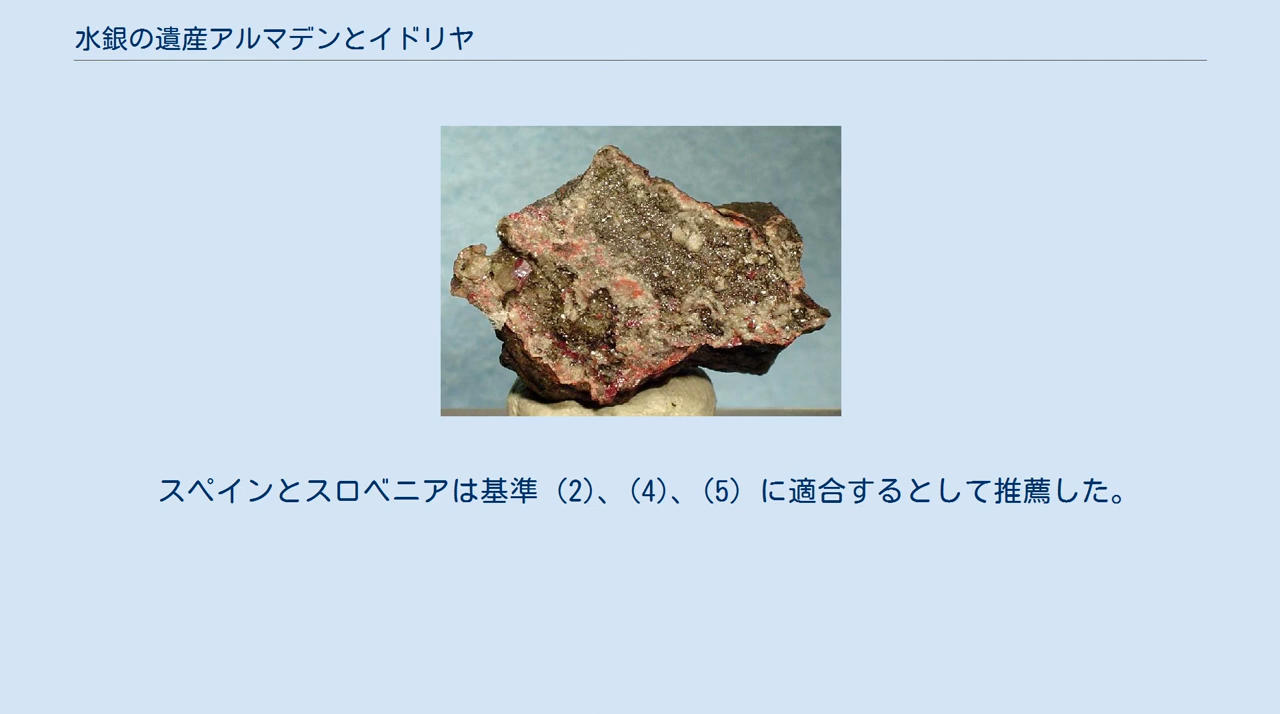 水銀の遺産アルマデンとイドリヤ
スペインとスロベニアは基準（2）、（4）、（5）に適合するとして推薦した。